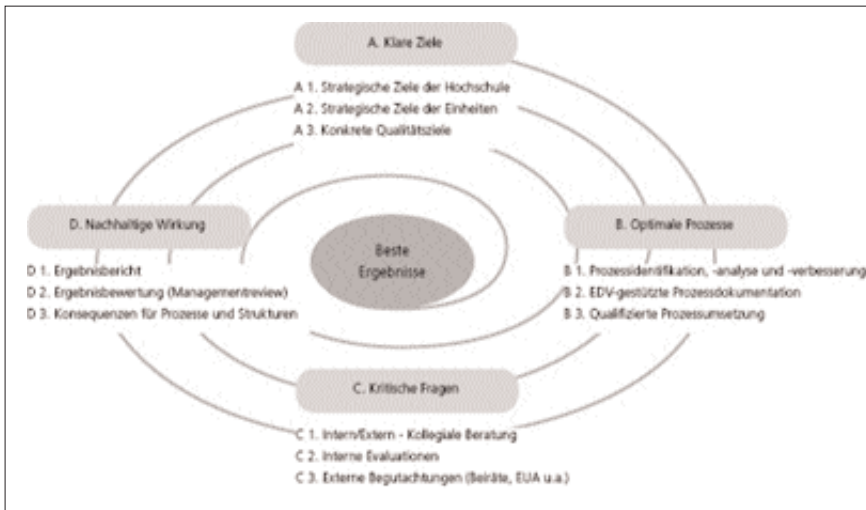 A. Klare Ziele
A 1. Strategische Ziele der Hochschule
A 2. Strategische Ziele der Einheiten
A 3. Konkrete Qualitätsziele
D. Nachhaltige Wirkung
D 1. Ergebnisbericht
D 2. Ergebnisbewertung (Managementreview)
D 3. Konsequenzen für Prozesse und Strukturen
Beste
Ergebnisse
B. Optimale Prozesse
B 1. Prozessidentifikation, -analyse und -verbesserung
B 2. EDV-gestützte Prozessdokumentation
B 3. Qualifizierte Prozessumsetzung
C. Kritische Fragen
C 1. Intern/Extern - Kollegiale Beratung
C 2. Interne Evaluationen
C 3. Externe Begutachtungen (Beiräte, EUA u.a.)